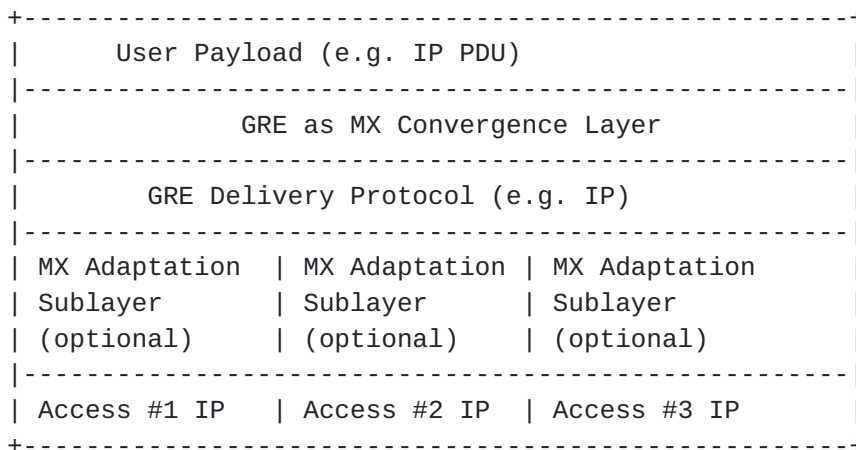 +------------------------------------------------------+
|      User Payload (e.g. IP PDU)                      |
|------------------------------------------------------|
|              GRE as MX Convergence Layer             |
|------------------------------------------------------|
|        GRE Delivery Protocol (e.g. IP)               |
|------------------------------------------------------|
| MX Adaptation  | MX Adaptation | MX Adaptation       |
| Sublayer       | Sublayer      | Sublayer            |
| (optional)     | (optional)    | (optional)          |
|------------------------------------------------------|
| Access #1 IP   | Access #2 IP  | Access #3 IP        |
+------------------------------------------------------+